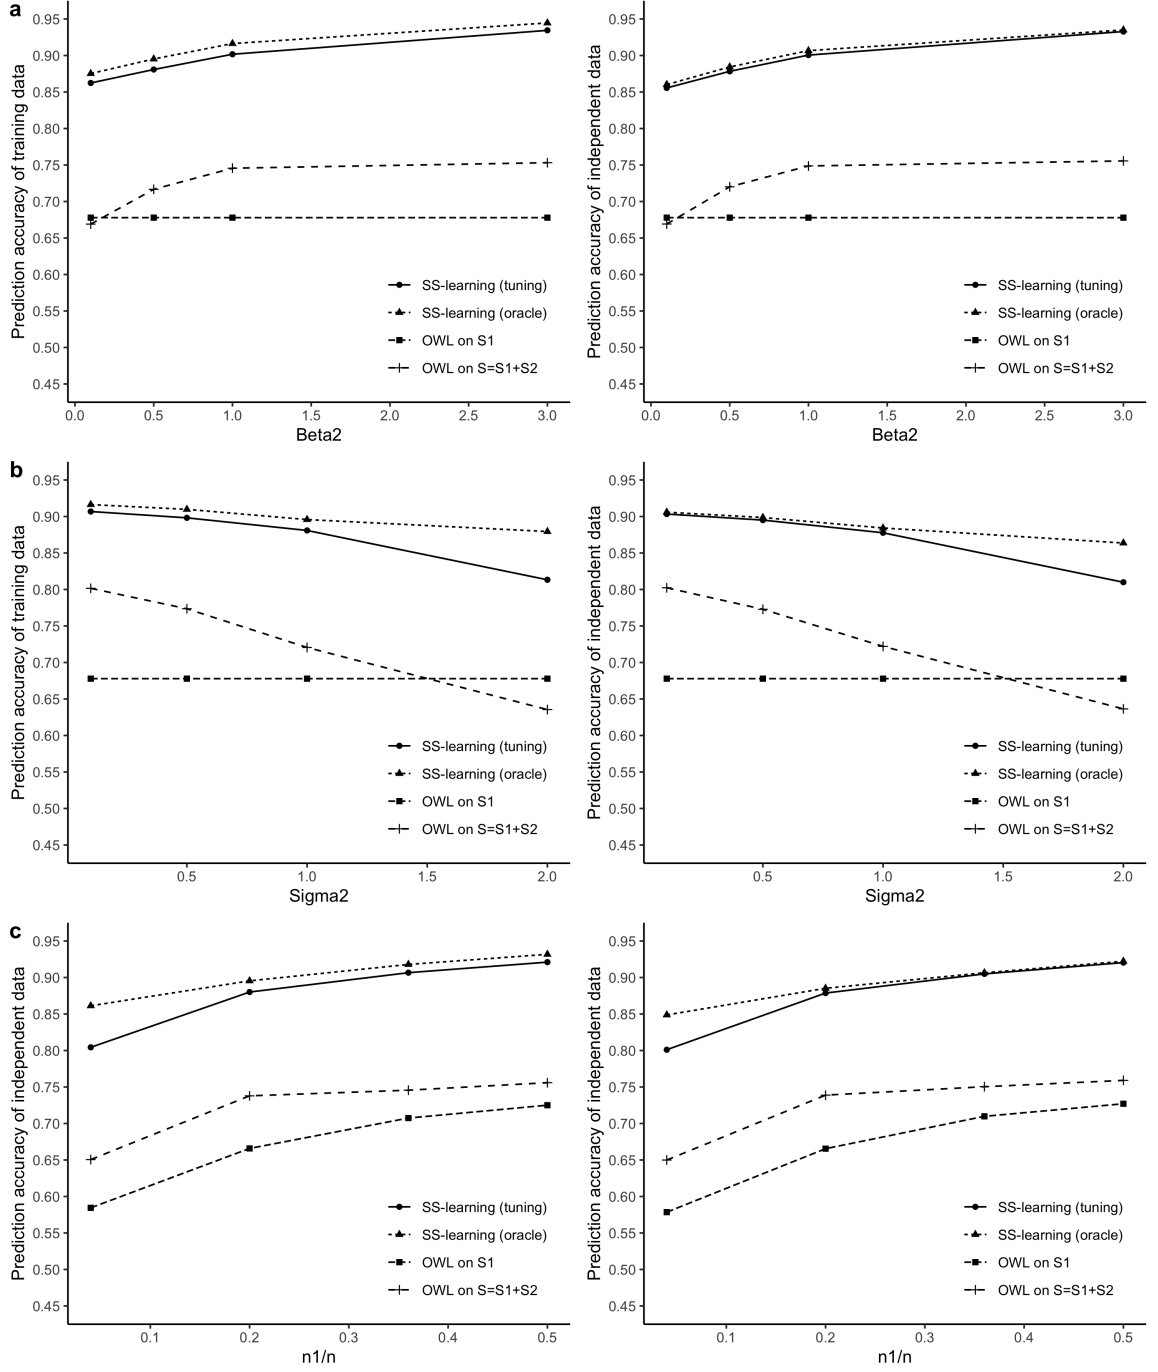 a
Prediction accuracy of training data
0.95
0.90
0.85
0.80
0.75
0.70
0.65
0.60
0.55
0.50
0.45
SS-learning (tuning)
SS-learning (oracle)
OWL on S1
OWL on S=S1+S2
0.0 0.5 1.0 1.5 2.0 2.5 3.0
Beta2
Prediction accuracy of independent data
0.95
0.90
0.85
0.80
0.75
0.70
0.65
0.60
0.55
0.50
0.45
SS-learning (tuning)
SS-learning (oracle)
OWL on S1
OWL on S=S1+S2
0.0 0.5 1.0 1.5 2.0 2.5 3.0
Beta2
b
Prediction accuracy of training data
0.95
0.90
0.85
0.80
0.75
0.70
0.65
0.60
0.55
0.50
0.45
SS-learning (tuning)
SS-learning (oracle)
OWL on S1
OWL on S=S1+S2
0.5 1.0 1.5 2.0
Sigma2
Prediction accuracy of independent data
0.95
0.90
0.85
0.80
0.75
0.70
0.65
0.60
0.55
0.50
0.45
SS-learning (tuning)
SS-learning (oracle)
OWL on S1
OWL on S=S1+S2
0.5 1.0 1.5 2.0
Sigma2
c
Prediction accuracy of independent data
0.95
0.90
0.85
0.80
0.75
0.70
0.65
0.60
0.55
0.50
0.45
SS-learning (tuning)
SS-learning (oracle)
OWL on S1
OWL on S=S1+S2
0.1 0.2 0.3 0.4 0.5
n1/n
Prediction accuracy of independent data
0.95
0.90
0.85
0.80
0.75
0.70
0.65
0.60
0.55
0.50
0.45
SS-learning (tuning)
SS-learning (oracle)
OWL on S1
OWL on S=S1+S2
0.1 0.2 0.3 0.4 0.5
n1/n